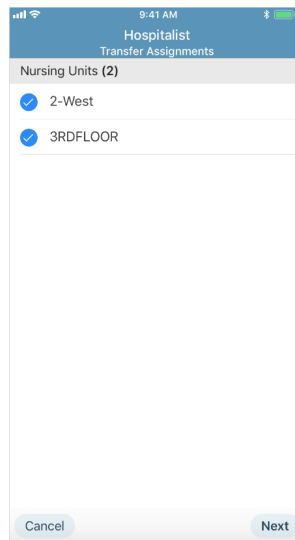 9:41 AM
Hospitalist
Transfer Assignments
Nursing Units (2)
2-West
3RDFLOOR
Cancel
Next